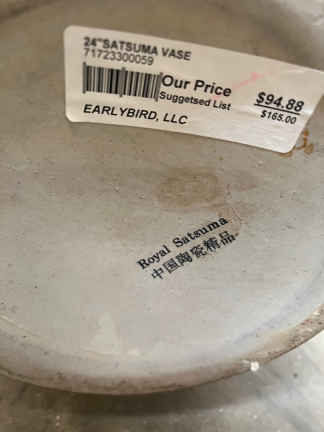 24"SATSUMA VASE
71723300059
Our Price $94.88
Suggetsed List $165.00
EARLYBIRD, LLC
Royal Satsuma
中国陶瓷精品